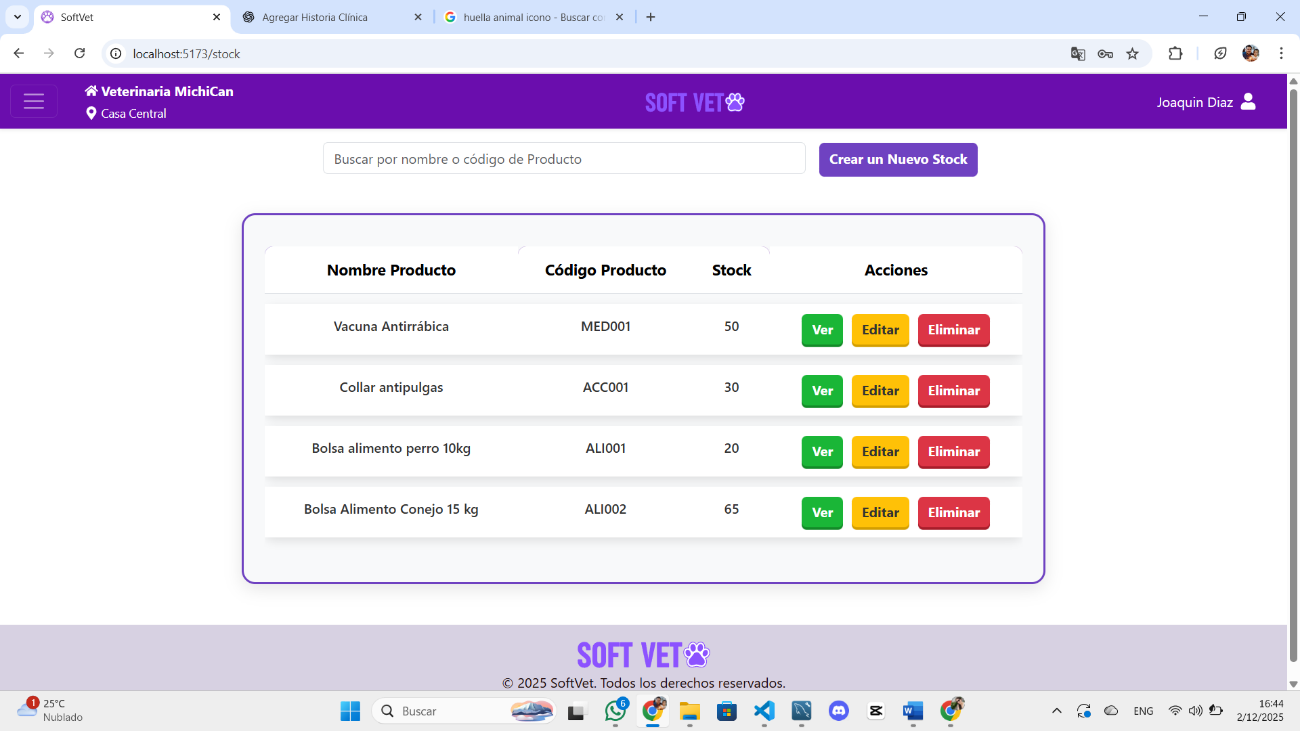 SoftVet
Agregar Historia Clínica
huella animal icono - Buscar co
localhost:5173/stock
Veterinaria MichiCan
Casa Central
SOFT VET
Joaquin Diaz
Buscar por nombre o código de Producto
Crear un Nuevo Stock
Nombre Producto Código Producto Stock Acciones
Vacuna Antirrábica MED001 50 Ver Editar Eliminar
Collar antipulgas ACC001 30 Ver Editar Eliminar
Bolsa alimento perro 10kg ALI001 20 Ver Editar Eliminar
Bolsa Alimento Conejo 15 kg ALI002 65 Ver Editar Eliminar
SOFT VET
© 2025 SoftVet. Todos los derechos reservados.
1
25°C
Nublado
Buscar
6
ENG
16:44
2/12/2025